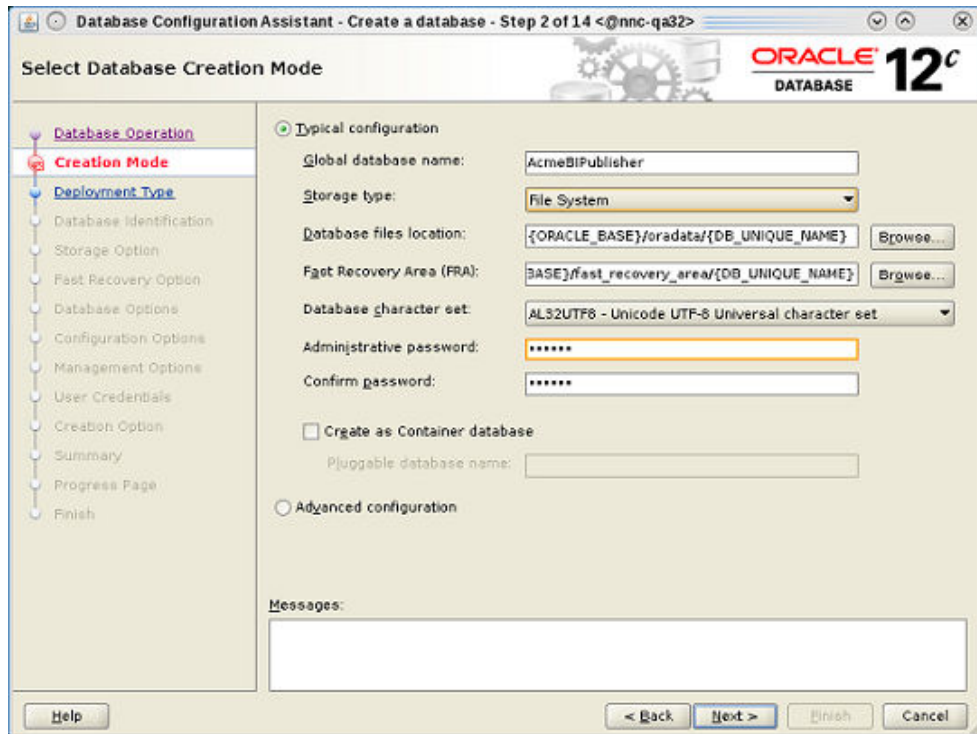 Database Configuration Assistant - Create a database - Step 2 of 14 <@nnc-qa32>
Select Database Creation Mode
ORACLE
DATABASE
12c
Database Operation
Creation Mode
Deployment Type
Database Identification
Storage Option
Fast Recovery Option
Database Options
Configuration Options
Management Options
User Credentials
Creation Option
Summary
Progress Page
Finish
Typical configuration
Global database name: AcmeBIPublisher
Storage type: File System
Database files location: {ORACLE_BASE}/oradata/{DB_UNIQUE_NAME} Browse...
Fast Recovery Area (FRA): BASE}/fast_recovery_area/{DB_UNIQUE_NAME} Browse...
Database character set: AL32UTF8 - Unicode UTF-8 Universal character set
Administrative password: ••••••
Confirm password: ••••••
Create as Container database
Pluggable database name:
Advanced configuration
Messages:
Help
< Back
Next >
Finish
Cancel